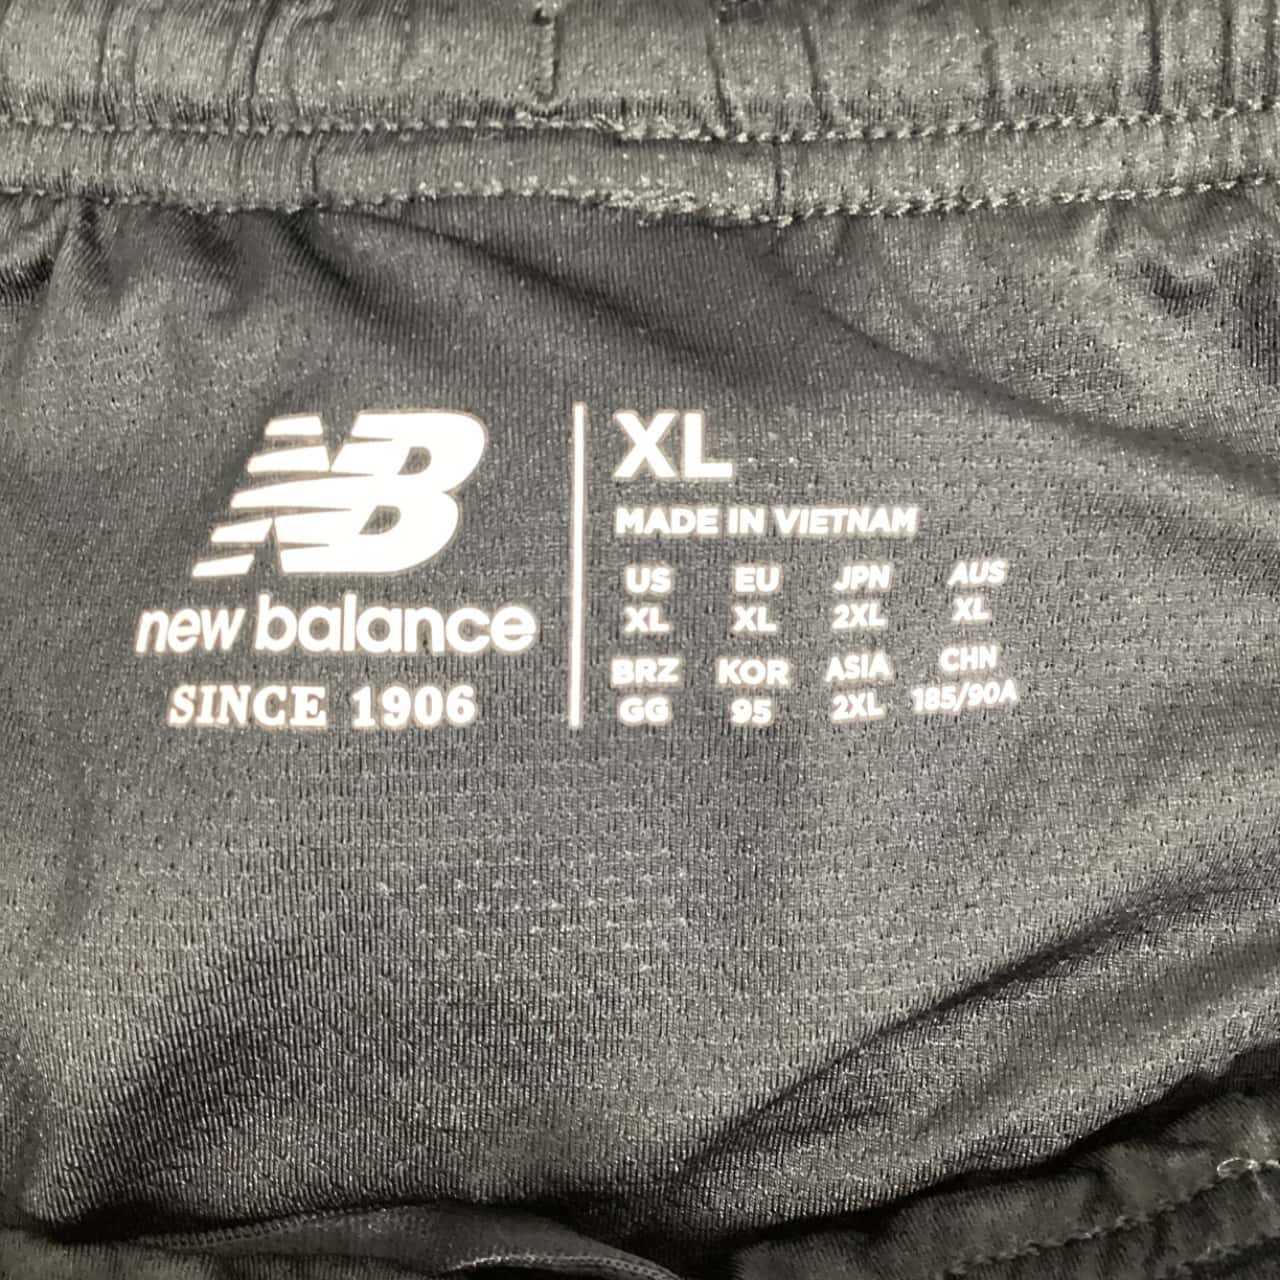 NB
new balance
SINCE 1906
XL
MADE IN VIETNAM
US EU JPN AUS
XL XL 2XL XL
BRZ KOR ASIA CHN
GG 95 2XL 185/90A